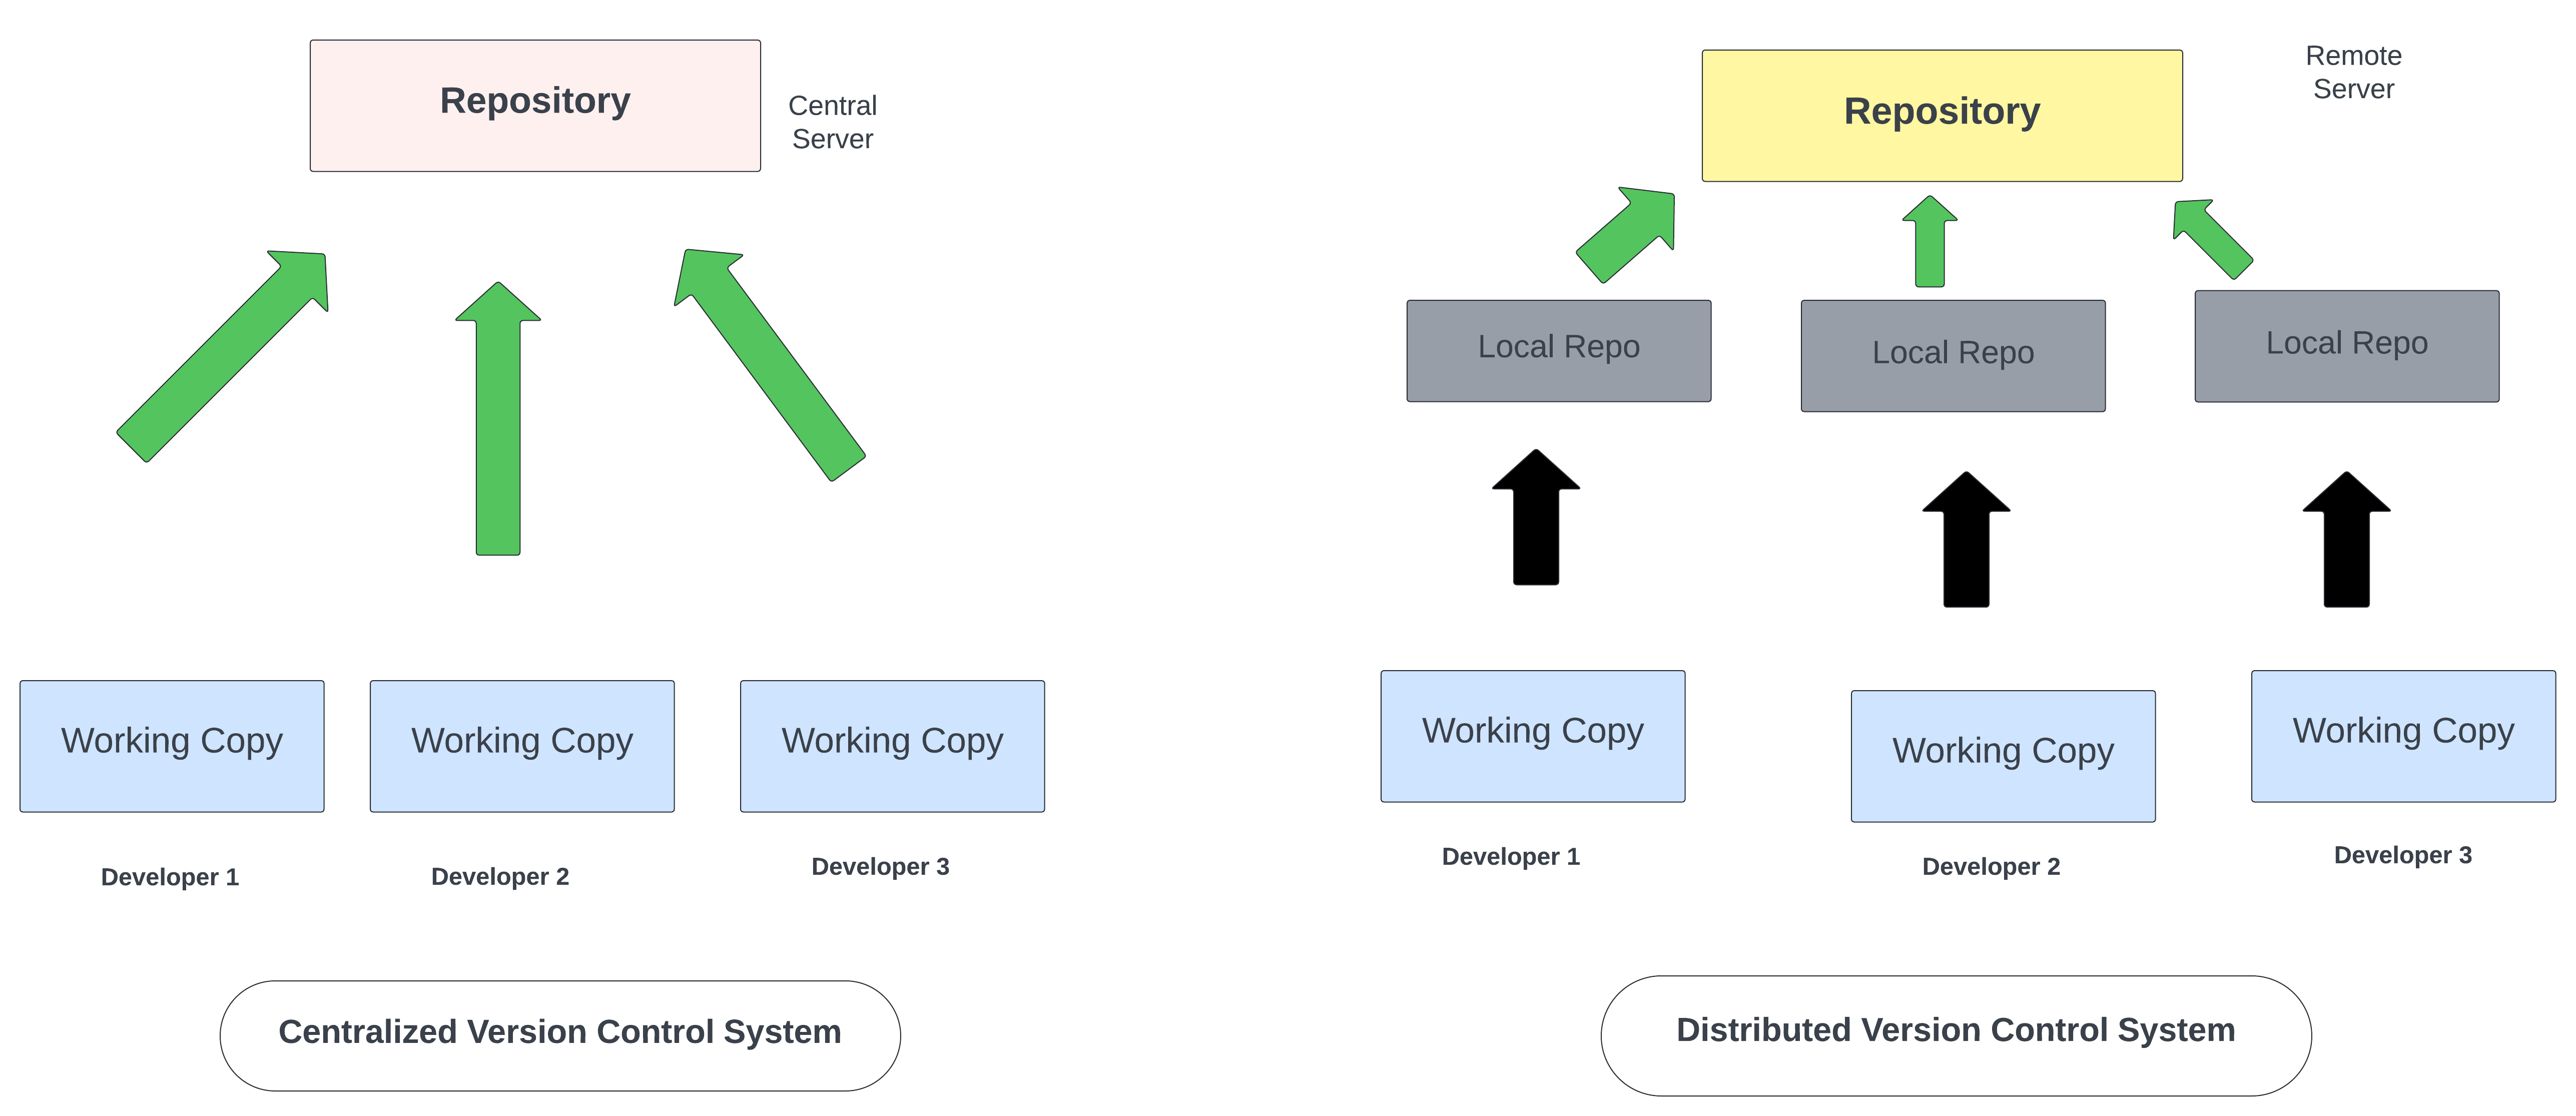 Repository
Central
Server
Working Copy
Working Copy
Working Copy
Developer 1
Developer 2
Developer 3
Centralized Version Control System
Repository
Remote
Server
Local Repo
Local Repo
Local Repo
Working Copy
Working Copy
Working Copy
Developer 1
Developer 2
Developer 3
Distributed Version Control System